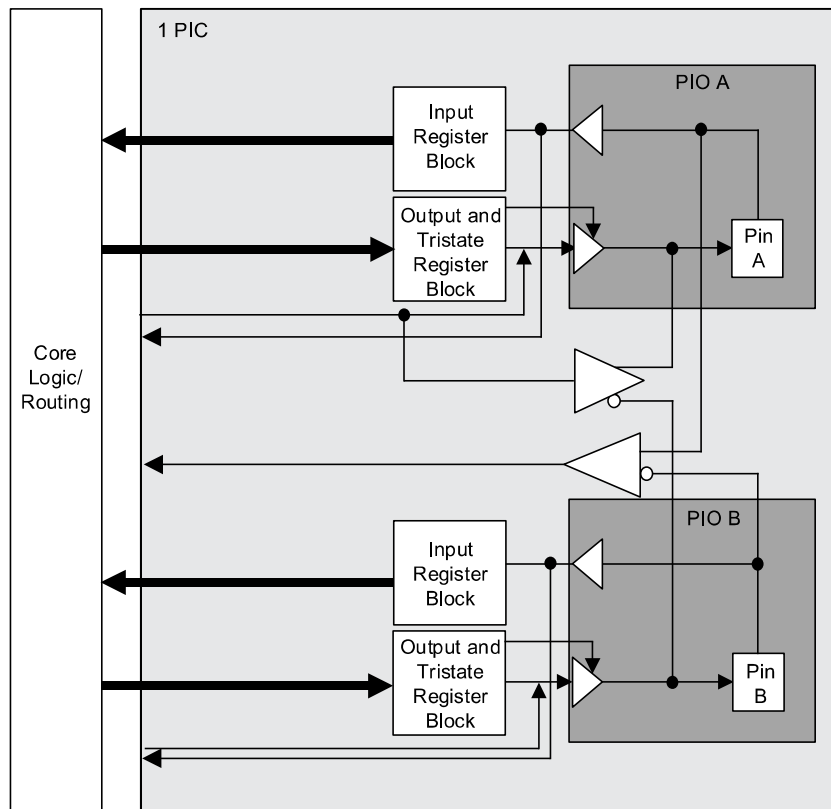 1 PIC
PIO A
Input
Register
Block
Output and
Tristate
Register
Block
Pin
A
Core
Logic/
Routing
PIO B
Input
Register
Block
Output and
Tristate
Register
Block
Pin
B